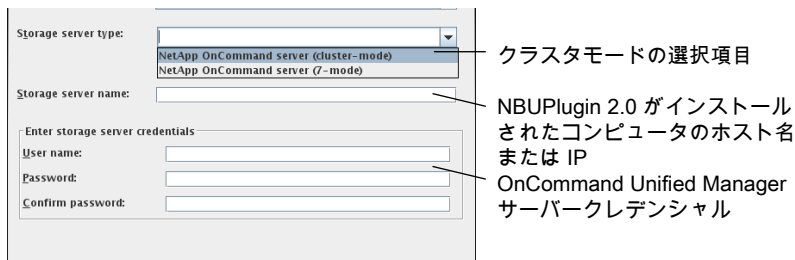 Storage server type:
NetApp OnCommand server (cluster-mode)
NetApp OnCommand server (7-mode)
Storage server name:
Enter storage server credentials
User name:
Password:
Confirm password:
クラスタモードの選択項目
NBUPlugin 2.0 がインストール
されたコンピュータのホスト名
または IP
OnCommand Unified Manager
サーバークレデンシャル